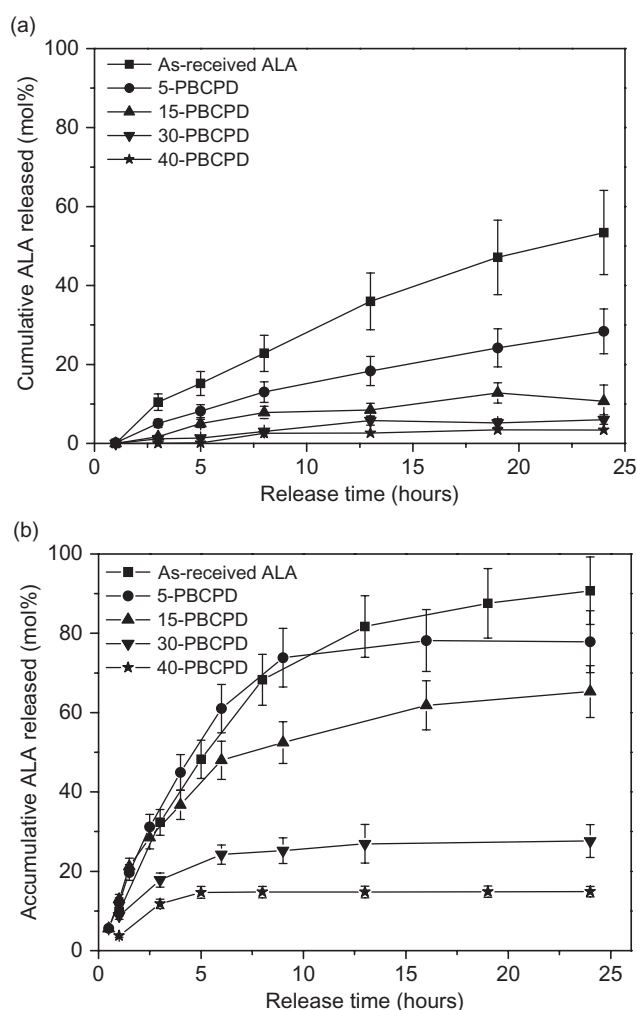 (a)
100
80
60
40
20
0
Cumulative ALA released (mol%)
As-received ALA
5-PBCPD
15-PBCPD
30-PBCPD
40-PBCPD
0 5 10 15 20 25
Release time (hours)
(b)
100
80
60
40
20
0
Accumulative ALA released (mol%)
As-received ALA
5-PBCPD
15-PBCPD
30-PBCPD
40-PBCPD
0 5 10 15 20 25
Release time (hours)